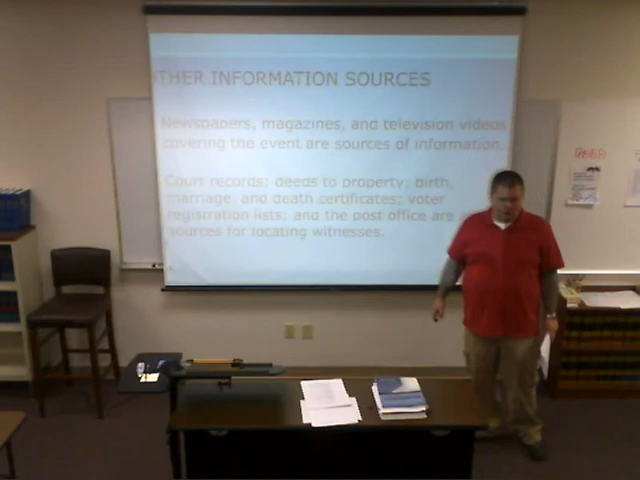 THER INFORMATION SOURCES
Newspapers, magazines, and television videos
covering the event are sources of information.
Court records; deeds to property; birth,
marriage, and death certificates; voter
registration lists; and the post office are
sources for locating witnesses.